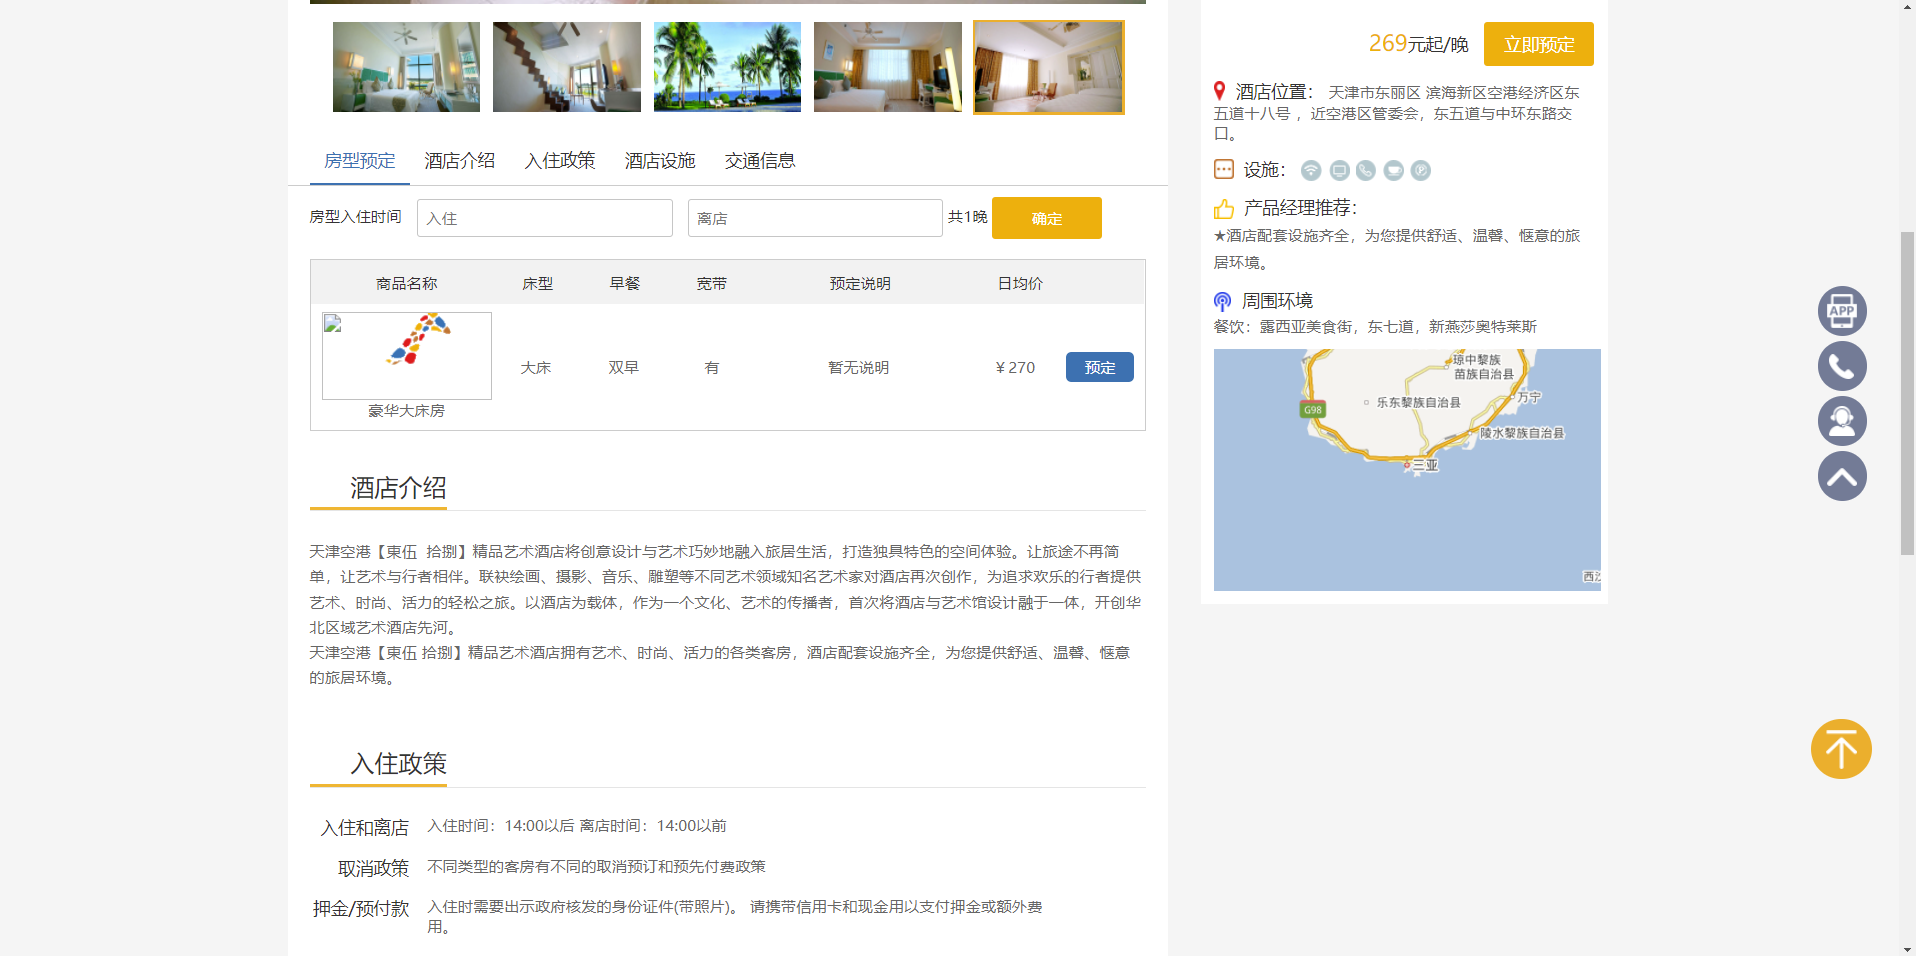 房型预定 酒店介绍 入住政策 酒店设施 交通信息
房型入住时间 入住 离店 共1晚 确定
商品名称 床型 早餐 宽带 预定说明 日均价
大床 双早 有 暂无说明 ¥270 预定
豪华大床房
酒店介绍
天津空港【東伍 拾捌】精品艺术酒店将创意设计与艺术巧妙地融入旅居生活，打造独具特色的空间体验。让旅途不再简
单，让艺术与行者相伴。联袂绘画、摄影、音乐、雕塑等不同艺术领域知名艺术家对酒店再次创作，为追求欢乐的行者提供
艺术、时尚、活力的轻松之旅。以酒店为载体，作为一个文化、艺术的传播者，首次将酒店与艺术馆设计融于一体，开创华
北区域艺术酒店先河。
天津空港【東伍 拾捌】精品艺术酒店拥有艺术、时尚、活力的各类客房，酒店配套设施齐全，为您提供舒适、温馨、惬意
的旅居环境。
入住政策
入住和离店 入住时间：14:00以后 离店时间：14:00以前
取消政策 不同类型的客房有不同的取消预订和预先付费政策
押金/预付款 入住时需要出示政府核发的身份证件(带照片)。 请携带信用卡和现金用以支付押金或额外费
用。
269元起/晚 立即预定
酒店位置： 天津市东丽区 滨海新区空港经济区东
五道十八号 ，近空港区管委会，东五道与中环东路交
口。
设施：
产品经理推荐：
★酒店配套设施齐全，为您提供舒适、温馨、惬意的旅
居环境。
周围环境
餐饮：露西亚美食街，东七道，新燕莎奥特莱斯
琼中黎族
苗族自治县
G98 乐东黎族自治县 万宁
陵水黎族自治县
三亚
西沙
APP